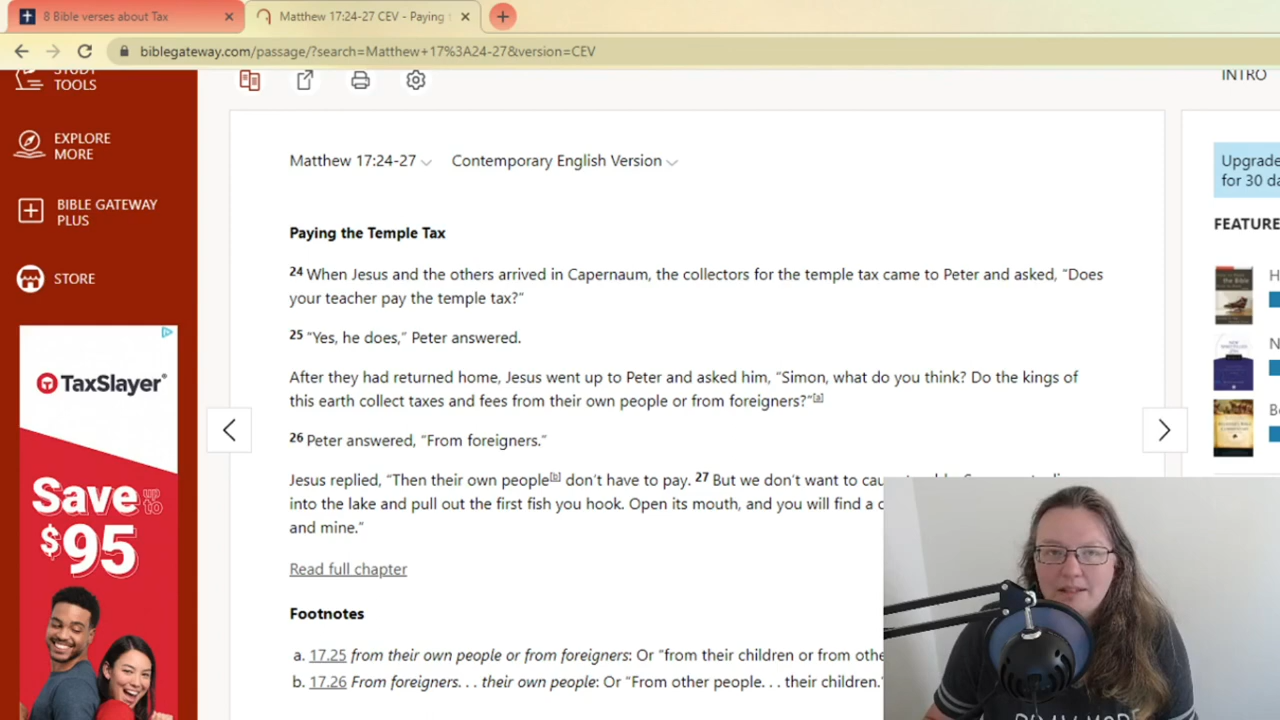 8 Bible verses about Tax
Matthew 17:24-27 CEV - Paying
biblegateway.com/passage/?search=Matthew+17%3A24-27&version=CEV
STUDY
TOOLS
EXPLORE
MORE
BIBLE GATEWAY
PLUS
STORE
TaxSlayer®
Save up to
$95
INTRO
Matthew 17:24-27
Contemporary English Version
Paying the Temple Tax
24 When Jesus and the others arrived in Capernaum, the collectors for the temple tax came to Peter and asked, “Does
your teacher pay the temple tax?”
25 “Yes, he does,” Peter answered.
After they had returned home, Jesus went up to Peter and asked him, “Simon, what do you think? Do the kings of
this earth collect taxes and fees from their own people or from foreigners?”[a]
26 Peter answered, “From foreigners.”
Jesus replied, “Then their own people[b] don’t have to pay. 27 But we don’t want to
into the lake and pull out the first fish you hook. Open its mouth, and you will find a
and mine.”
Read full chapter
Footnotes
a. 17.25 from their own people or from foreigners: Or “from their children or from
b. 17.26 From foreigners. . . their own people: Or “From other people. . . their children.”
Upgrade
for 30
FEATURE